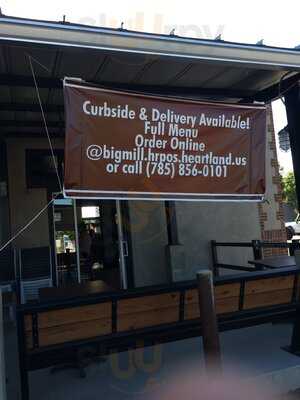 Curbside & Delivery Available!
Full Menu
Order Online
@bigmill.hrpos.heartland.us
or call (785) 856-0101